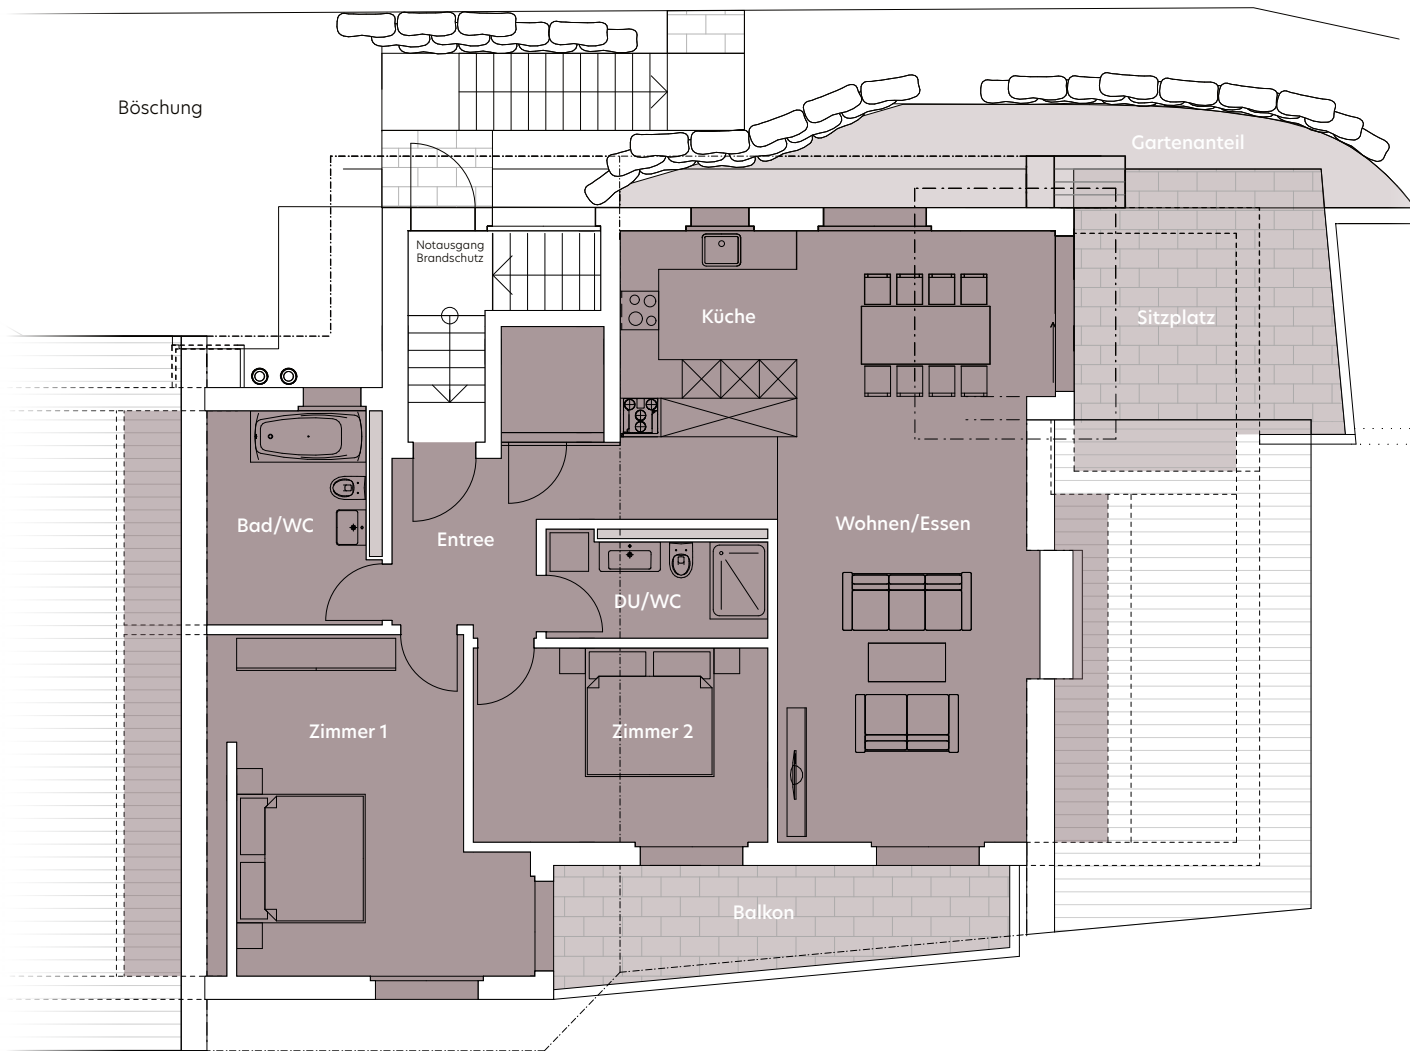 Böschung
Gartenanteil
Notausgang
Brandschutz
Küche
Sitzplatz
Bad/WC
Entree
Wohnen/Essen
DU/WC
Zimmer 1
Zimmer 2
Balkon